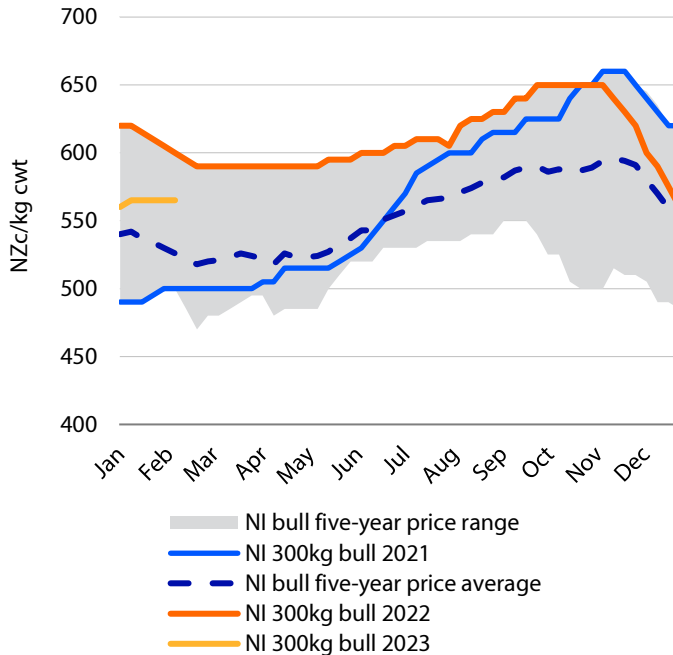 NZc/kg cwt
700
650
600
550
500
450
400
Jan
Feb
Mar
Apr
May
Jun
Jul
Aug
Sep
Oct
Nov
Dec
NI bull five-year price range
NI 300kg bull 2021
NI bull five-year price average
NI 300kg bull 2022
NI 300kg bull 2023